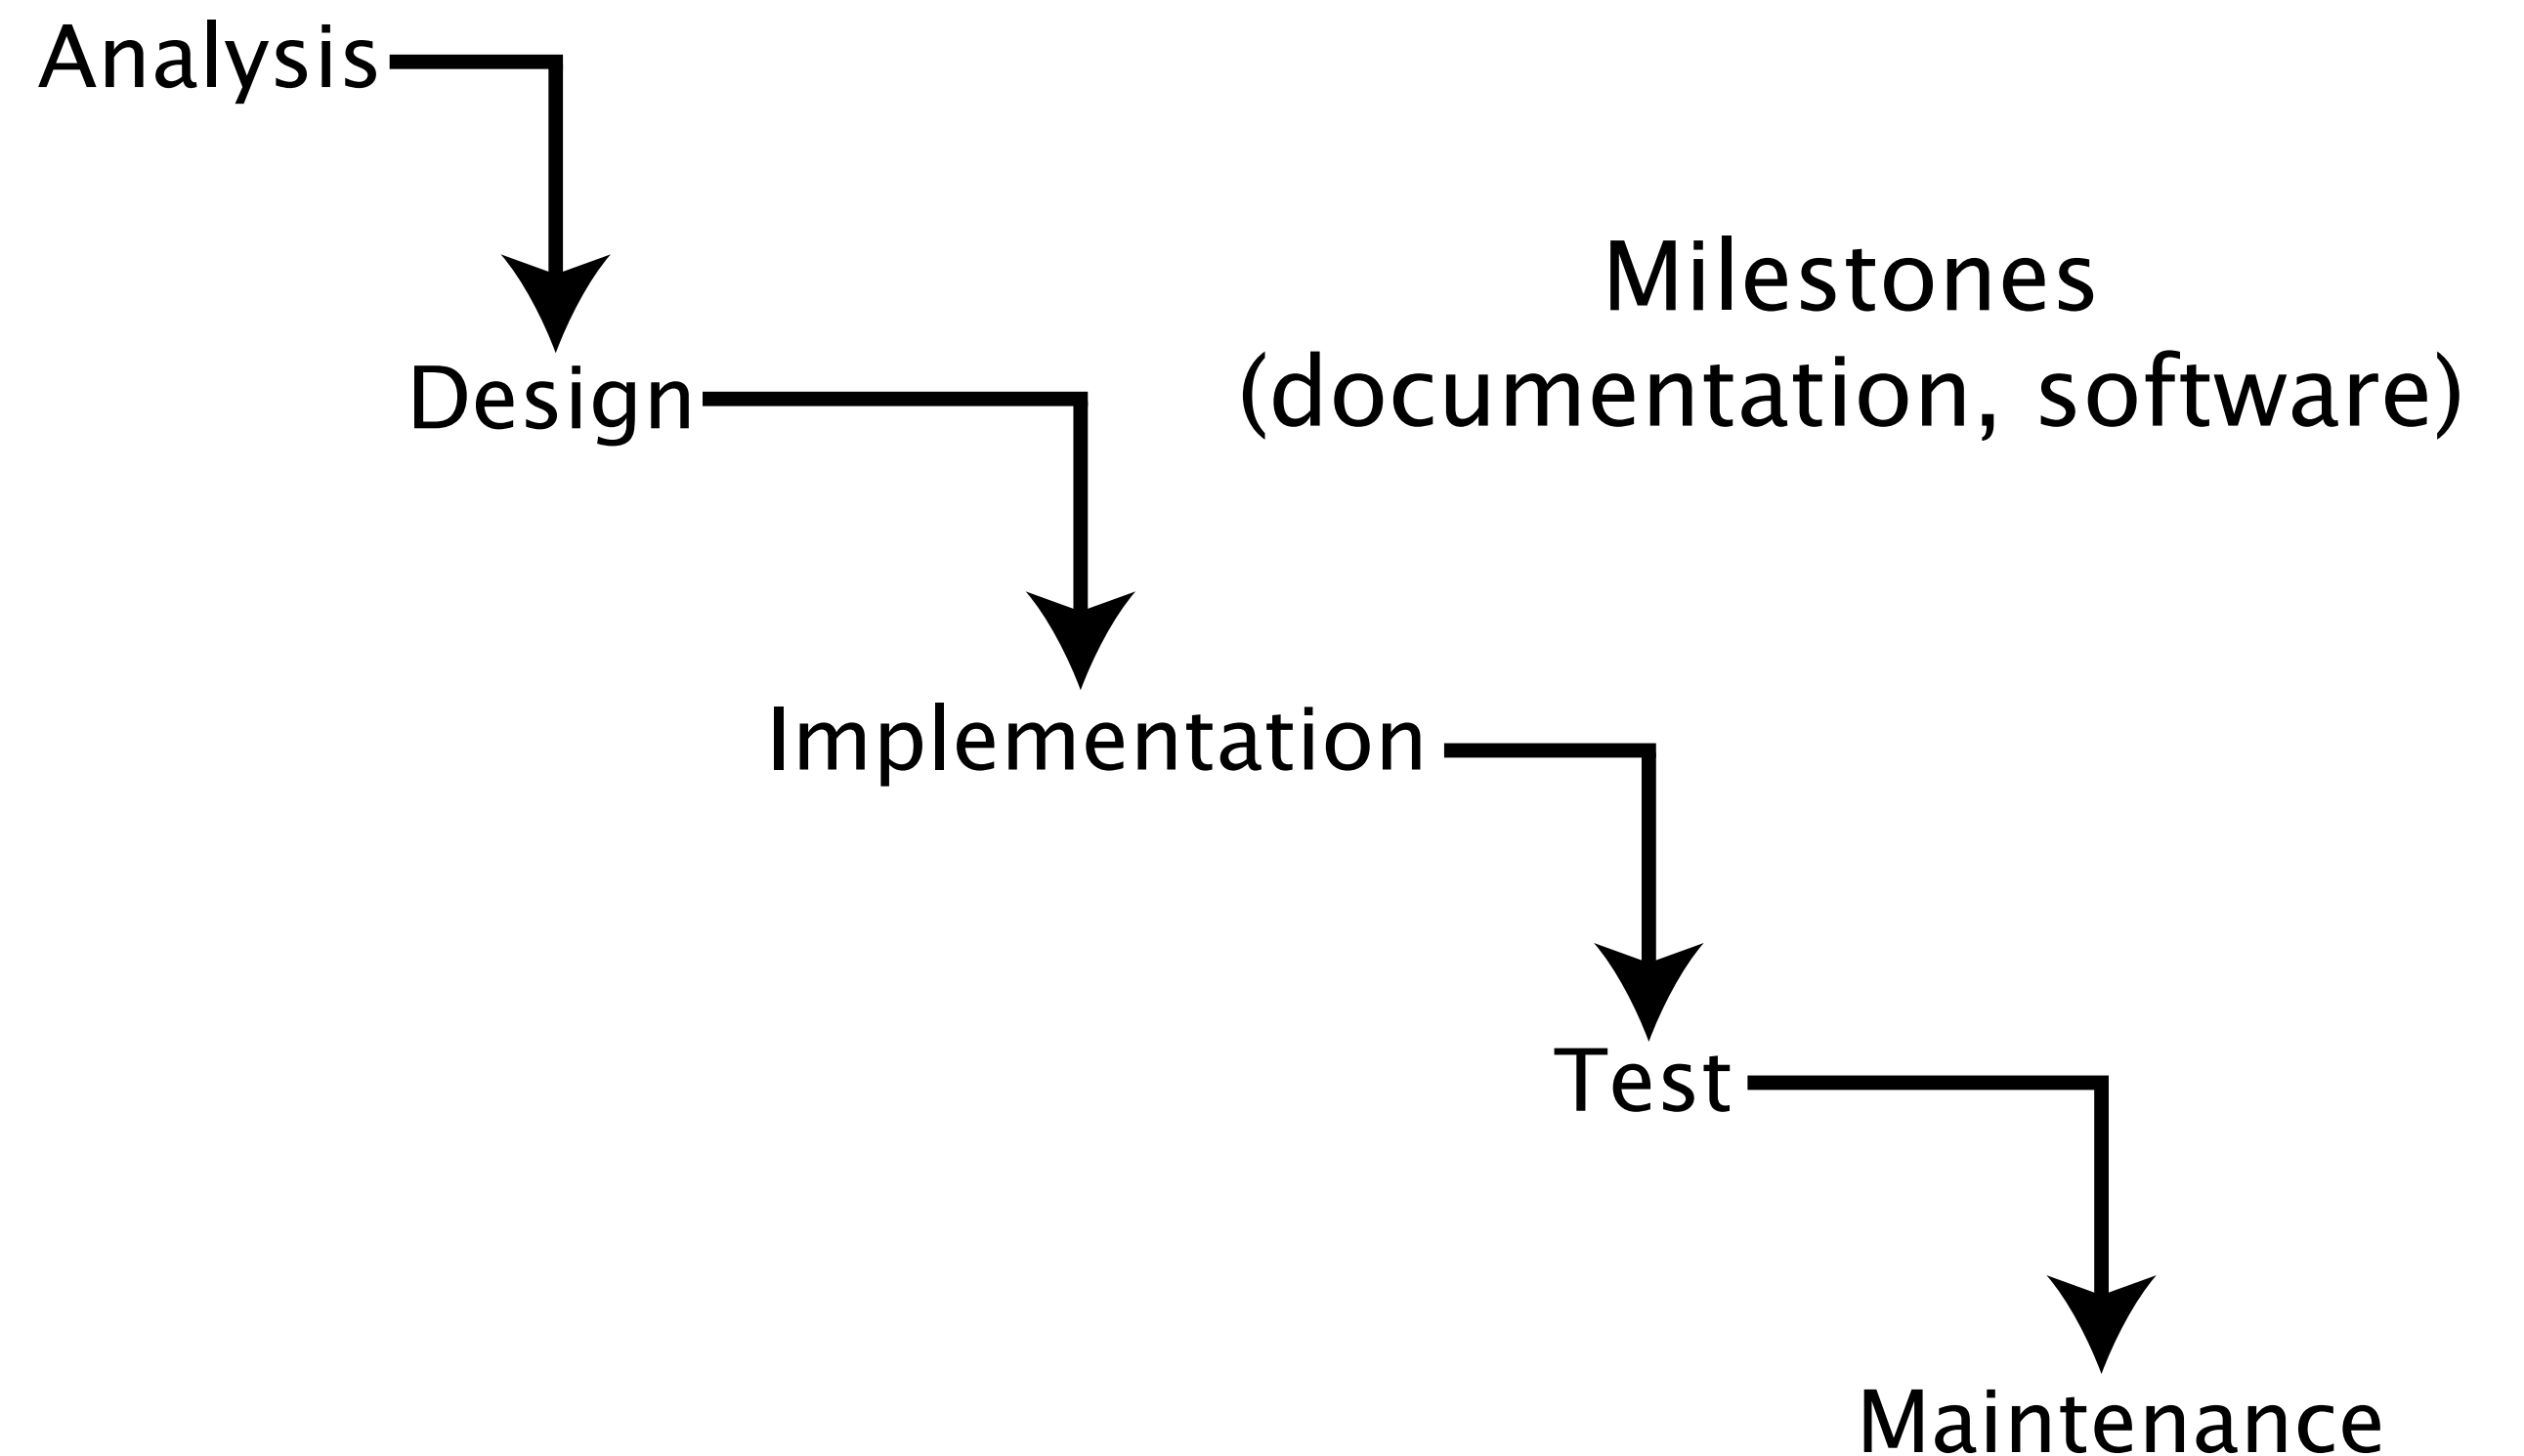 Analysis
Milestones
(documentation, software)
Design
Implementation
Test
Maintenance